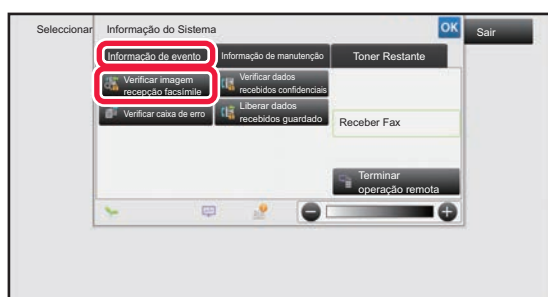 Seleccionar
Informação do Sistema
OK
Sair
Informação de evento
Informação de manutenção
Toner Restante
Verificar imagem
recepção facsímile
Verificar dados
recebidos confidenciais
Verificar caixa de erro
Liberar dados
recebidos guardado
Receber Fax
Terminar
operação remota